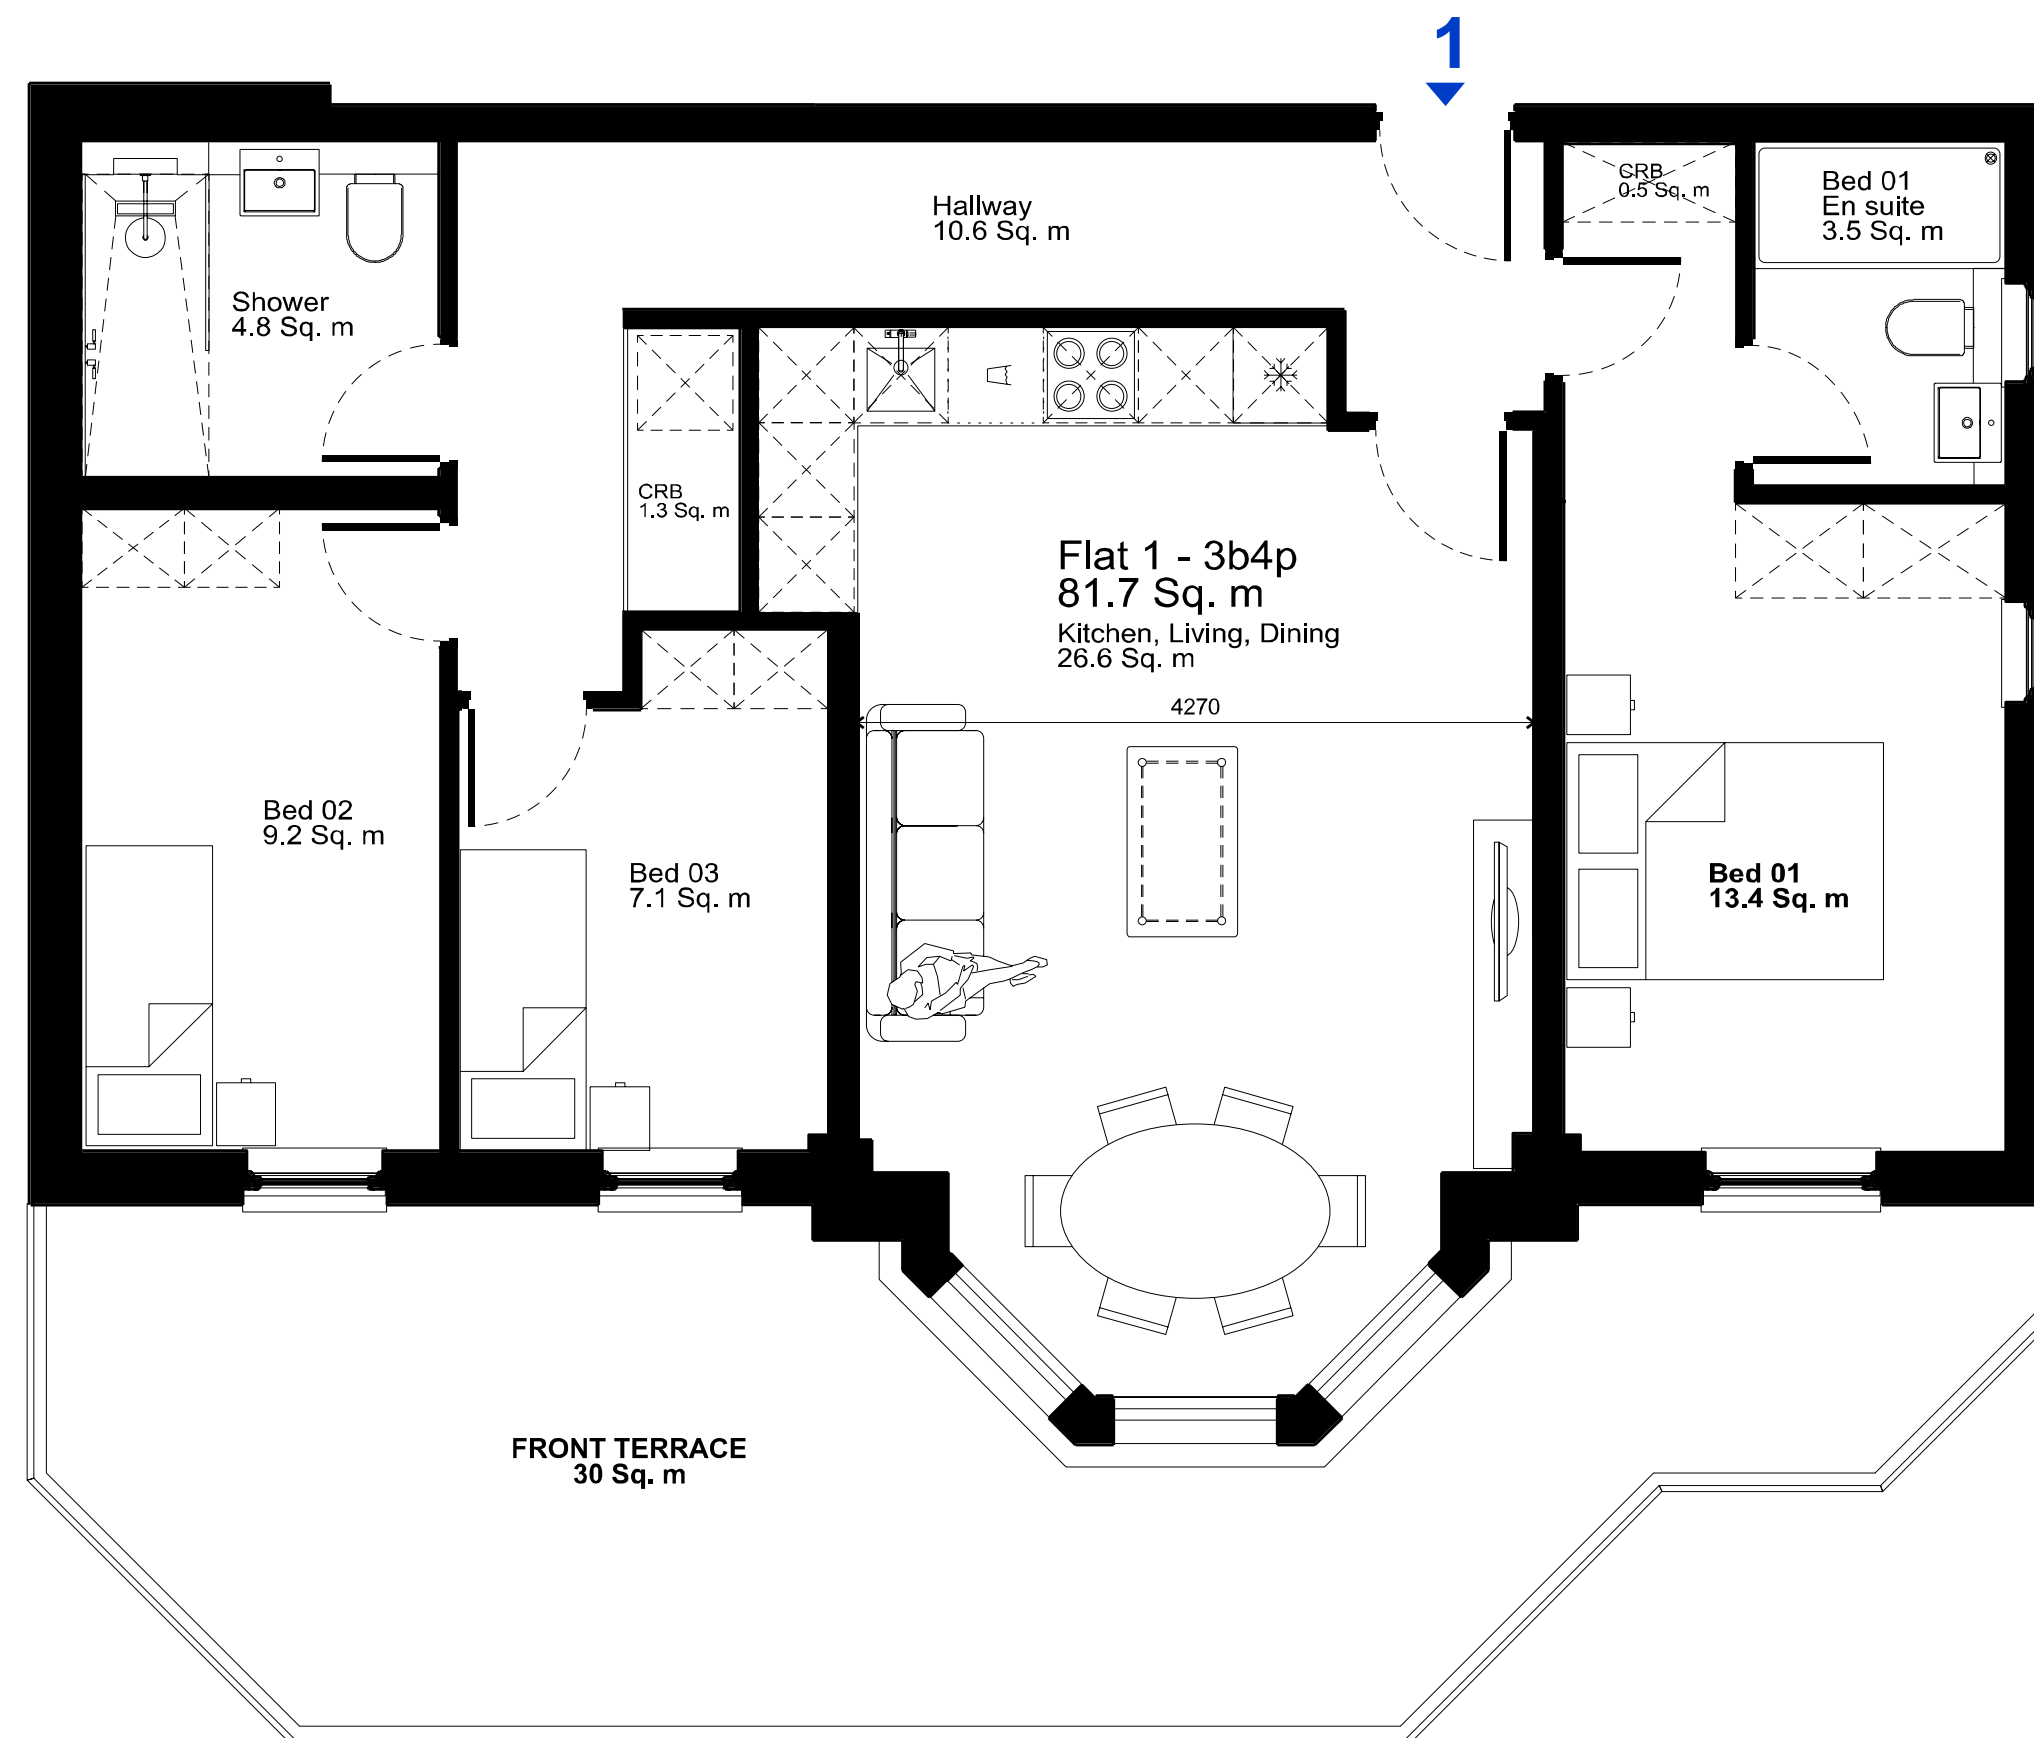 1
CRB
0.5 Sq. m
Bed 01
En suite
3.5 Sq. m
Hallway
10.6 Sq. m
Shower
4.8 Sq. m
CRB
1.3 Sq. m
Flat 1 - 3b4p
81.7 Sq. m
Kitchen, Living, Dining
26.6 Sq. m
4270
Bed 02
9.2 Sq. m
Bed 03
7.1 Sq. m
Bed 01
13.4 Sq. m
FRONT TERRACE
30 Sq. m